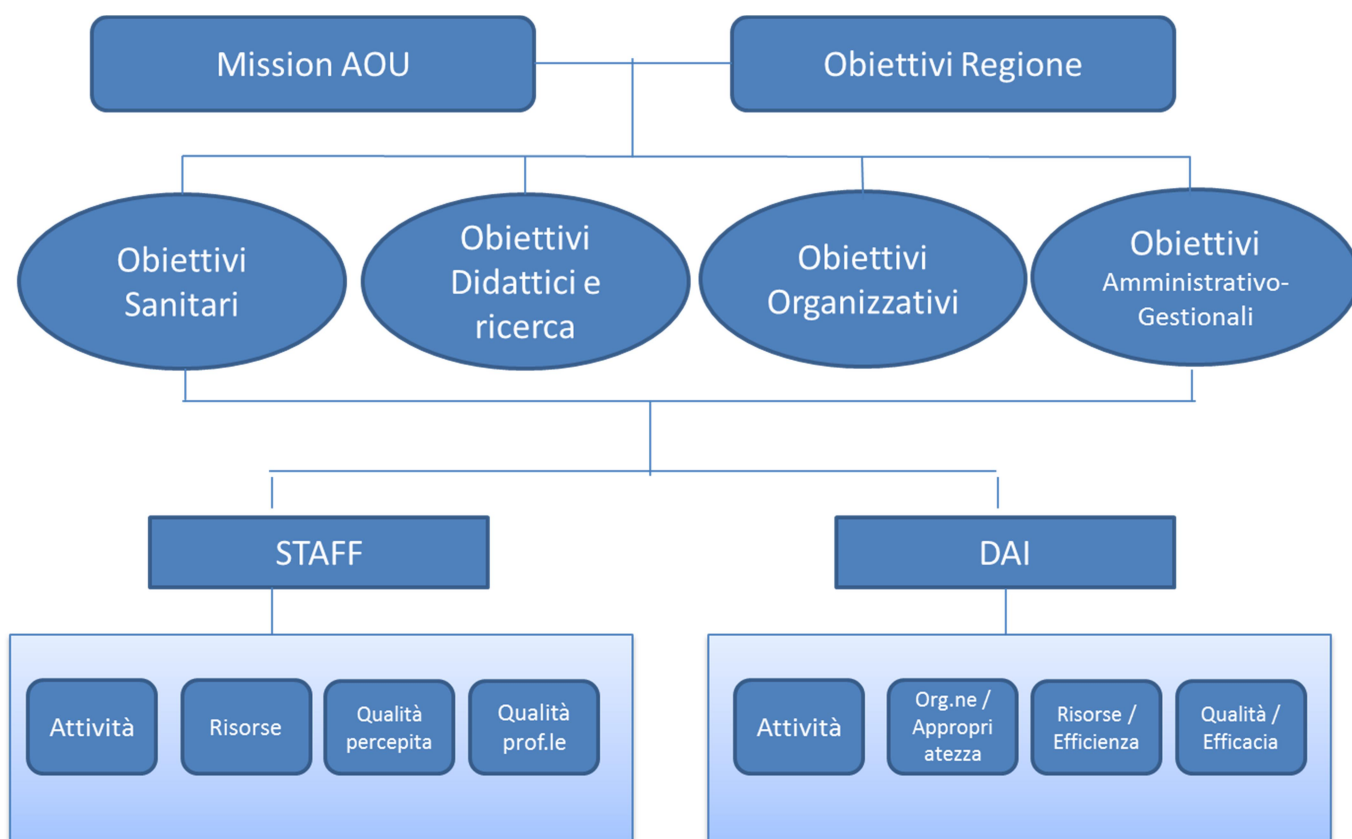 Mission AOU
Obiettivi Regione
Obiettivi
Sanitari
Obiettivi
Didattici e
ricerca
Obiettivi
Organizzativi
Obiettivi
Amministrativo-
Gestionali
STAFF
DAI
Attività
Risorse
Qualità
percepita
Qualità
prof.le
Attività
Org.ne /
Appropri
atezza
Risorse /
Efficienza
Qualità /
Efficacia